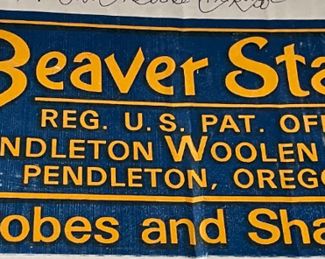 Beaver Sta
REG. U.S. PAT. OFF
NDLETON WOOLEN
PENDLETON, OREGO
obes and Sha